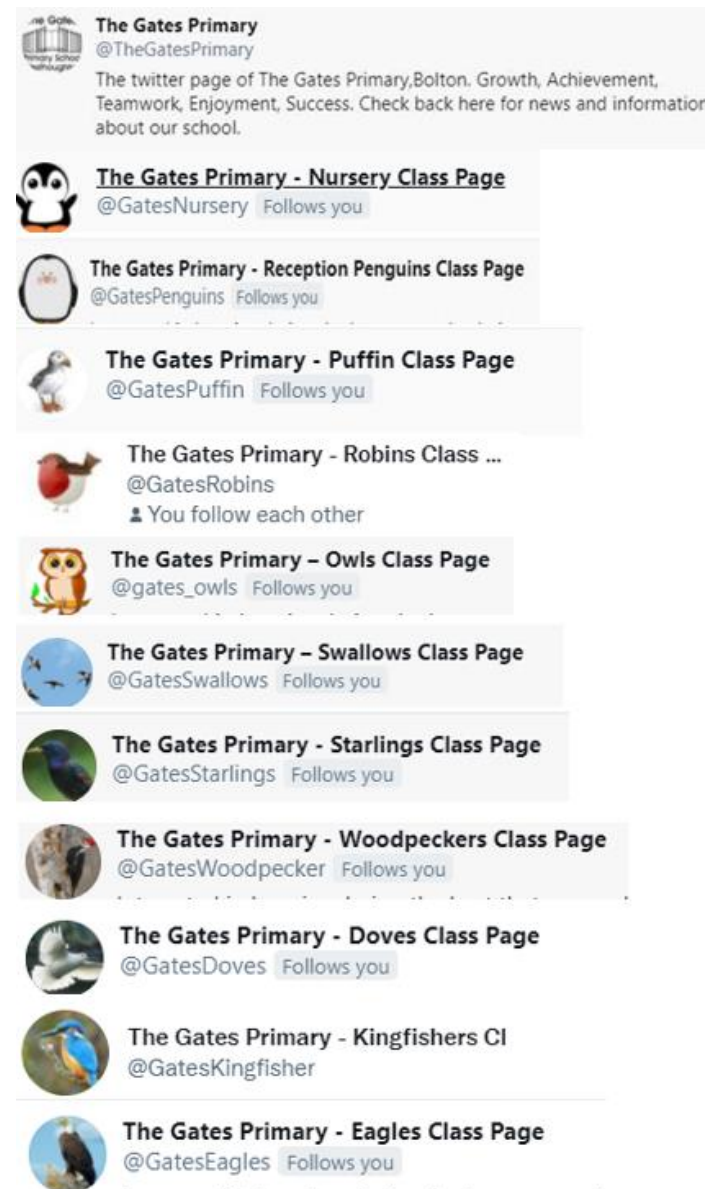 The Gates Primary
@TheGatesPrimary
The twitter page of The Gates Primary,Bolton. Growth, Achievement,
Teamwork, Enjoyment, Success. Check back here for news and information
about our school.
The Gates Primary - Nursery Class Page
@GatesNursery Follows you
The Gates Primary - Reception Penguins Class Page
@GatesPenguins Follows you
The Gates Primary - Puffin Class Page
@GatesPuffin Follows you
The Gates Primary - Robins Class ...
@GatesRobins
You follow each other
The Gates Primary – Owls Class Page
@gates_owls Follows you
The Gates Primary – Swallows Class Page
@GatesSwallows Follows you
The Gates Primary - Starlings Class Page
@GatesStarlings Follows you
The Gates Primary - Woodpeckers Class Page
@GatesWoodpecker Follows you
The Gates Primary - Doves Class Page
@GatesDoves Follows you
The Gates Primary - Kingfishers Cl
@GatesKingfisher
The Gates Primary - Eagles Class Page
@GatesEagles Follows you